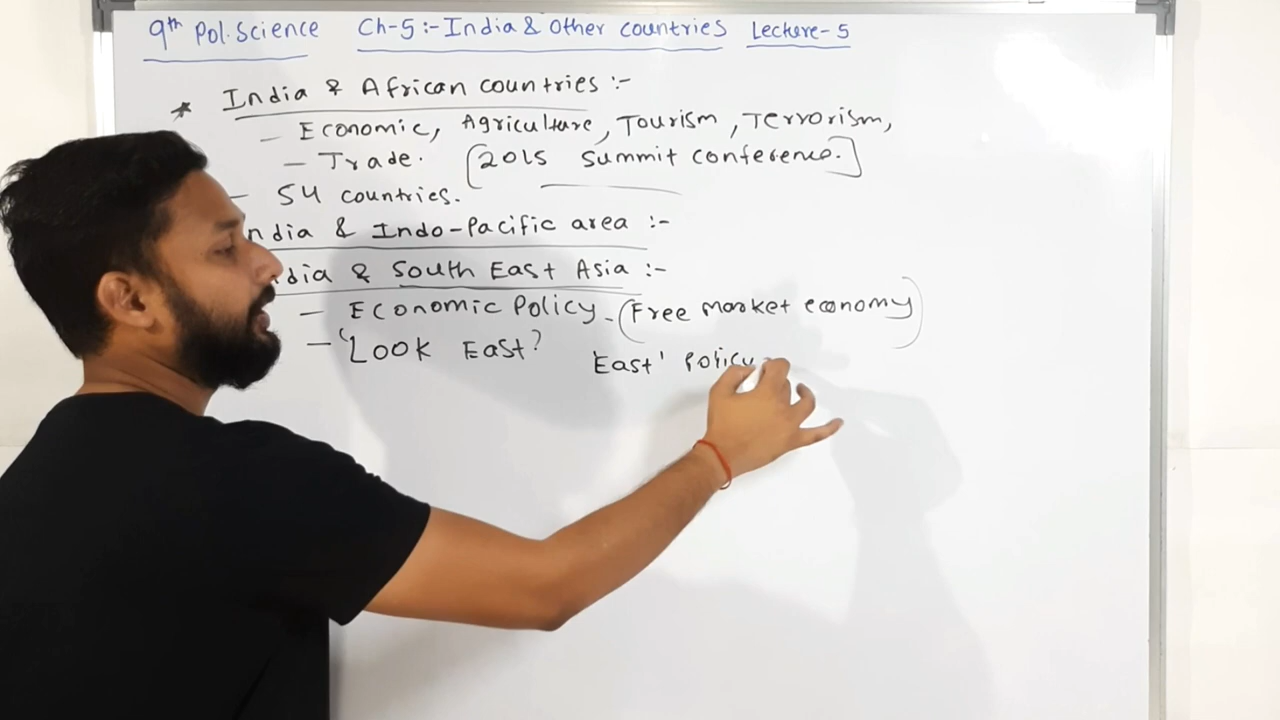 9th Pol. Science Ch-5:- India & Other countries Lecture-5
* India & African countries :-
- Economic, Agriculture, Tourism, Terrorism,
- Trade. [2015 Summit conference.]
- 54 countries.
ndia & Indo-Pacific area :-
dia & South East Asia :-
- Economic Policy - (Free market economy)
- 'Look East'
East' Policy